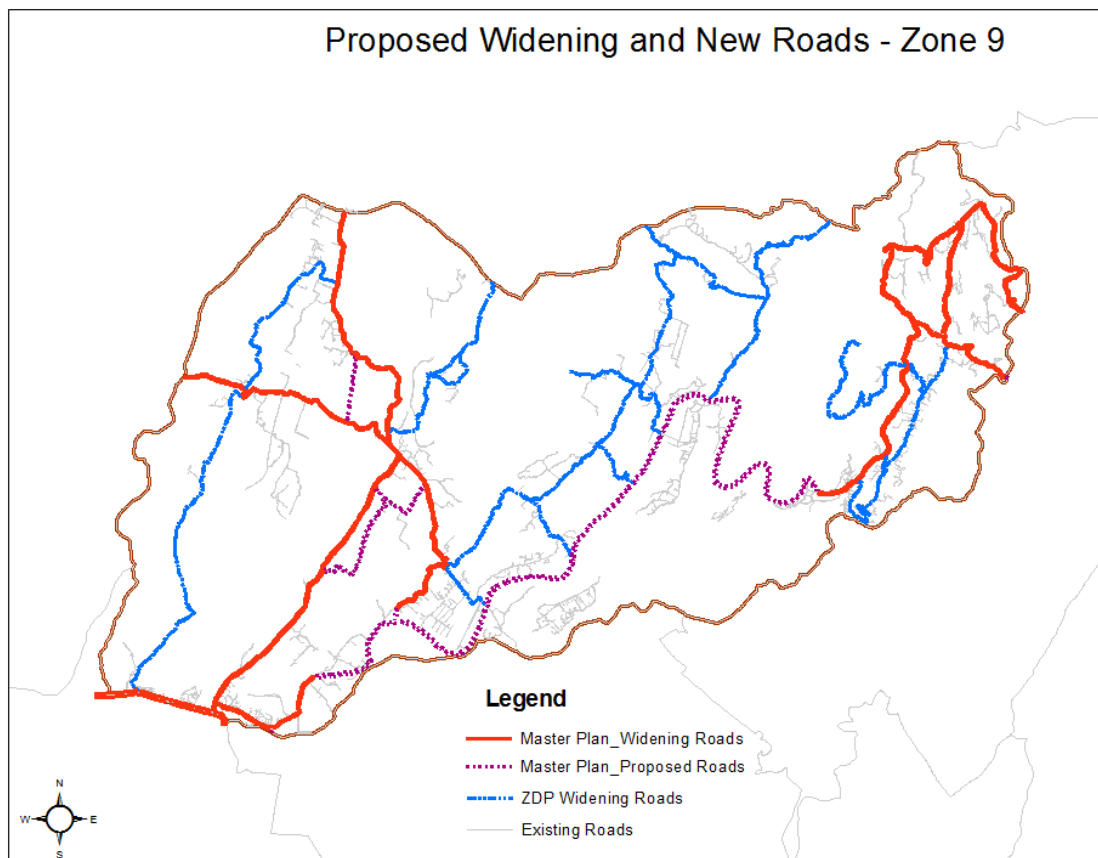 Proposed Widening and New Roads - Zone 9
Legend
Master Plan_Widening Roads
Master Plan_Proposed Roads
ZDP Widening Roads
Existing Roads
N
W E
S